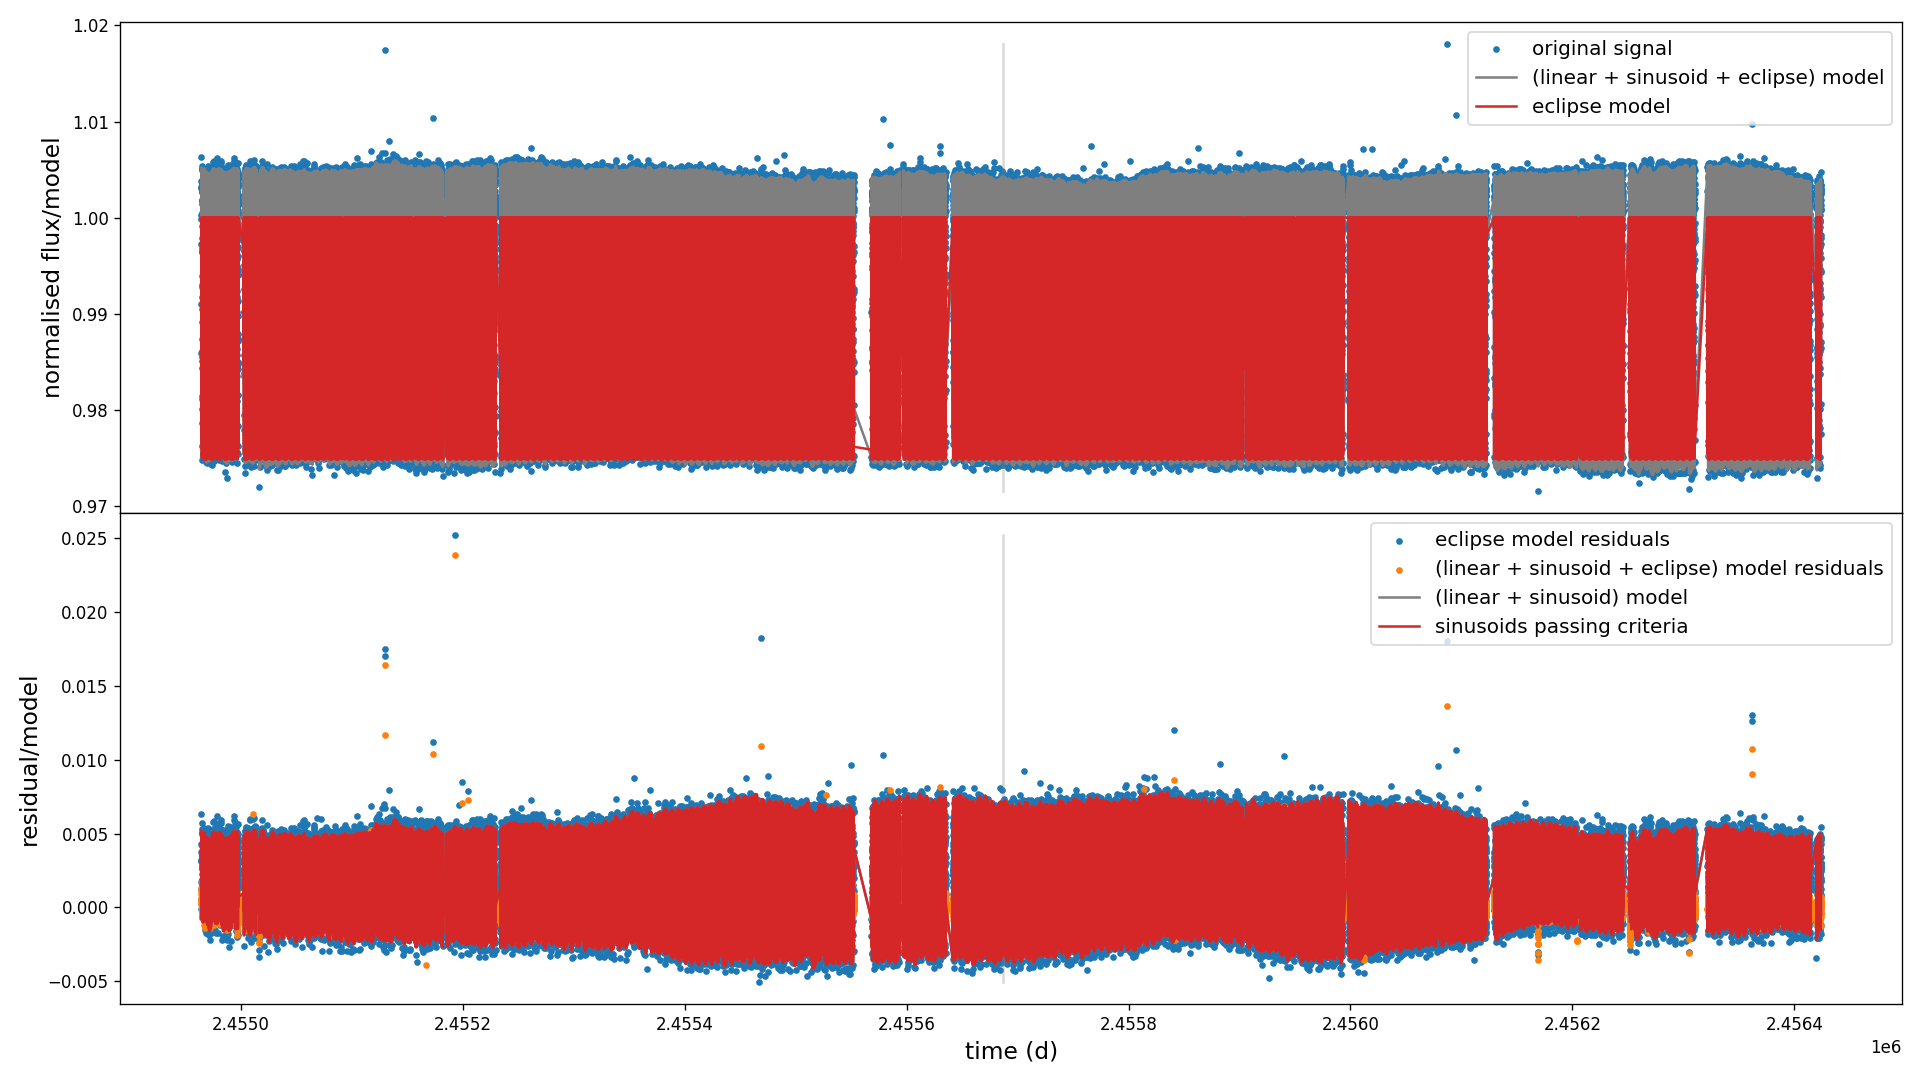 1.02
1.01
1.00
0.99
0.98
0.97
normalised flux/model
original signal
(linear + sinusoid + eclipse) model
eclipse model
0.025
0.020
0.015
0.010
0.005
0.000
−0.005
residual/model
eclipse model residuals
(linear + sinusoid + eclipse) model residuals
(linear + sinusoid) model
sinusoids passing criteria
2.4550 2.4552 2.4554 2.4556 2.4558 2.4560 2.4562 2.4564
1e6
time (d)